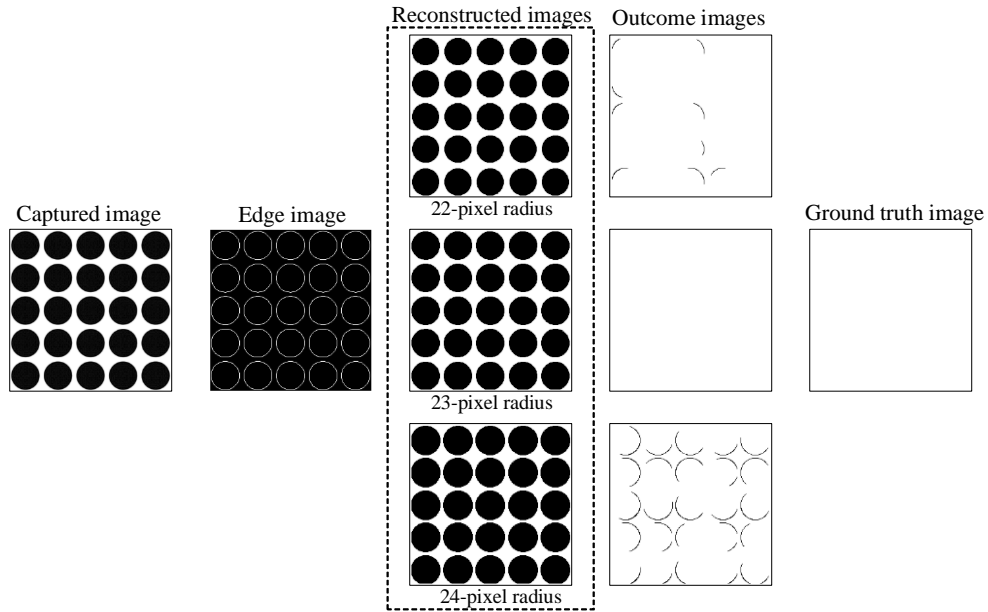 Reconstructed images
Outcome images
22-pixel radius
Captured image
Edge image
Ground truth image
23-pixel radius
24-pixel radius